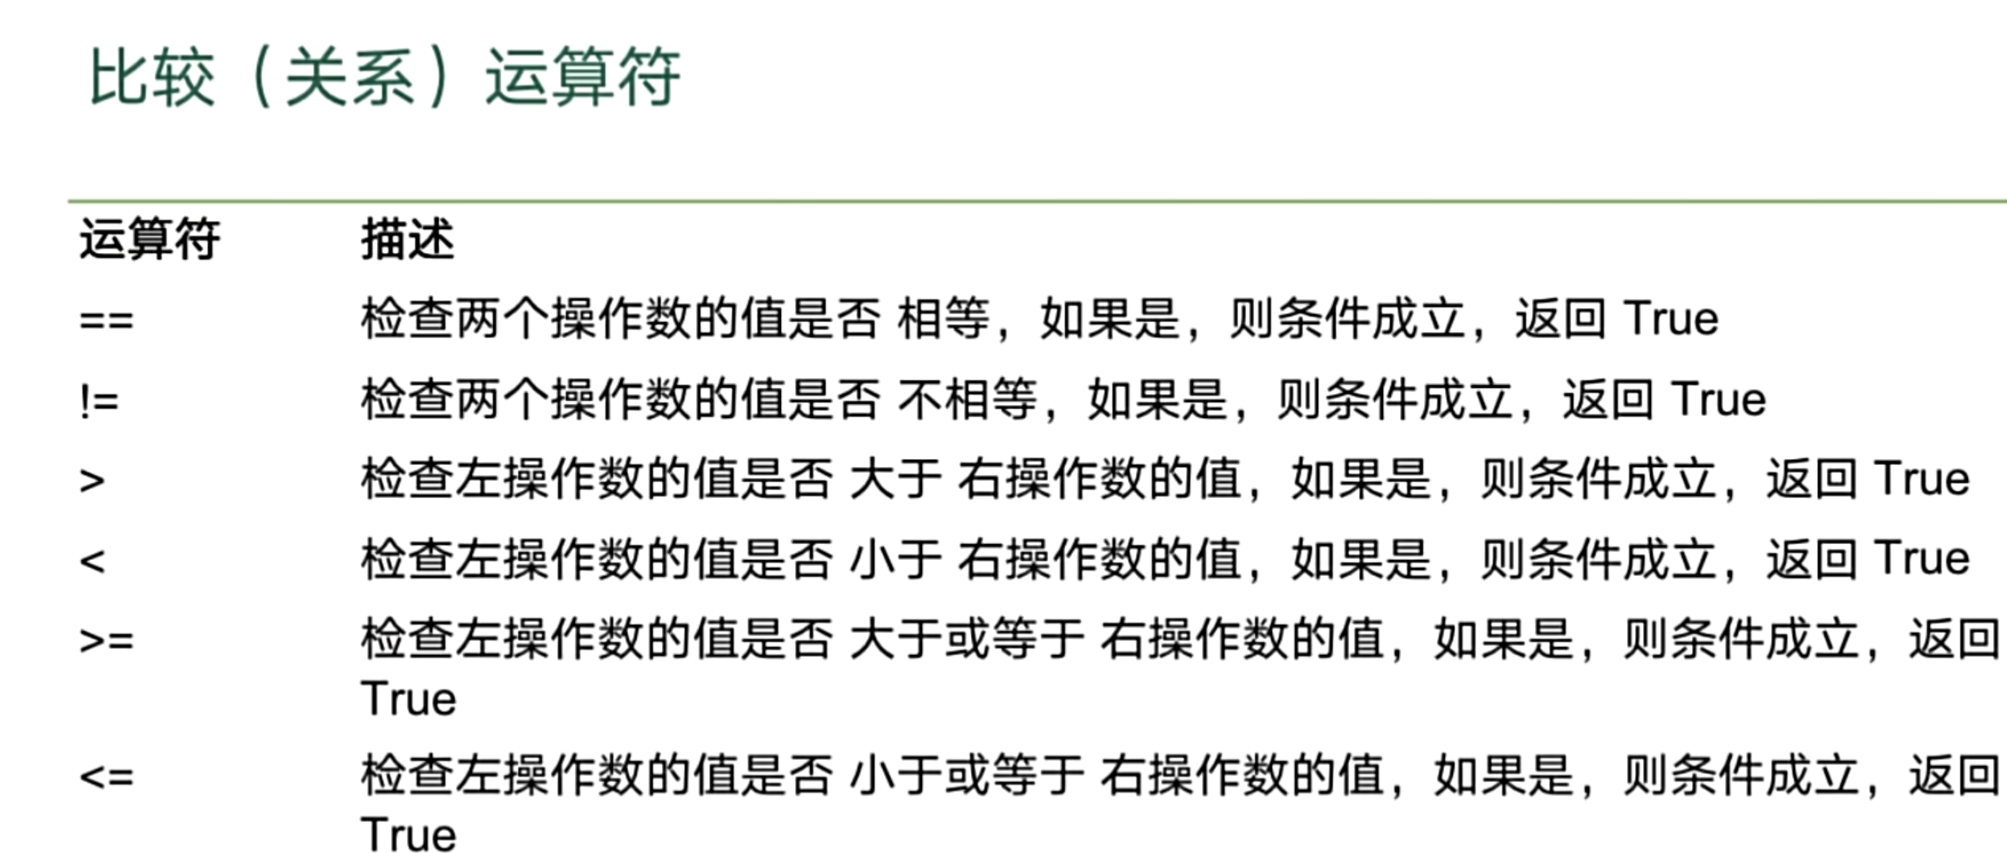 比较（关系）运算符
运算符 描述
== 检查两个操作数的值是否 相等，如果是，则条件成立，返回 True
!= 检查两个操作数的值是否 不相等，如果是，则条件成立，返回 True
> 检查左操作数的值是否 大于 右操作数的值，如果是，则条件成立，返回 True
< 检查左操作数的值是否 小于 右操作数的值，如果是，则条件成立，返回 True
>= 检查左操作数的值是否 大于或等于 右操作数的值，如果是，则条件成立，返回
True
<= 检查左操作数的值是否 小于或等于 右操作数的值，如果是，则条件成立，返回
True